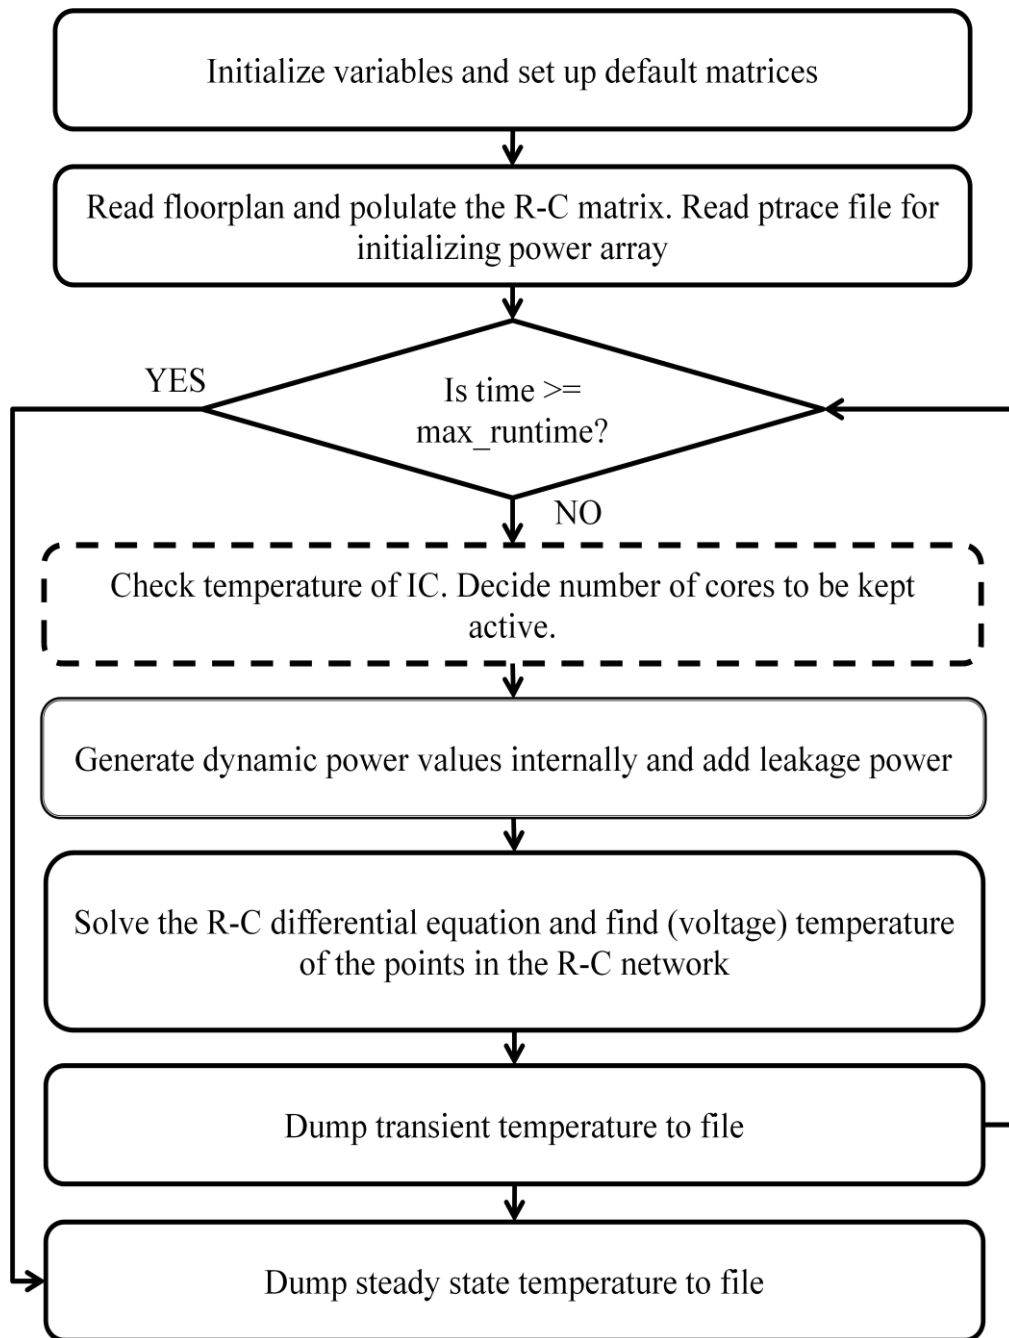 Initialize variables and set up default matrices
Read floorplan and polulate the R-C matrix. Read ptrace file for
initializing power array
YES
Is time >=
max_runtime?
NO
Check temperature of IC. Decide number of cores to be kept
active.
Generate dynamic power values internally and add leakage power
Solve the R-C differential equation and find (voltage) temperature
of the points in the R-C network
Dump transient temperature to file
Dump steady state temperature to file